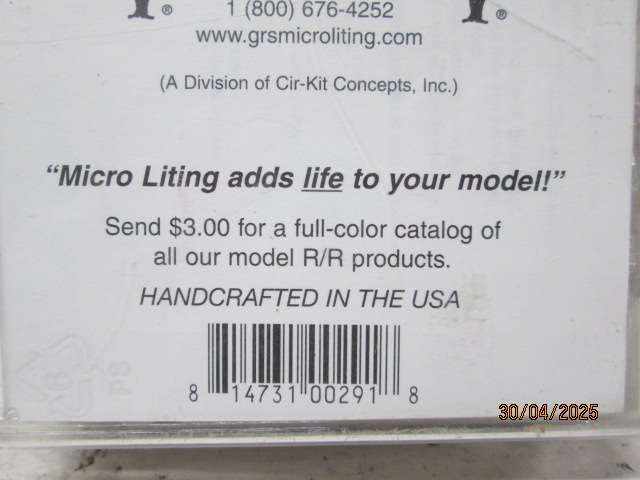 1 (800) 676-4252
® ®
www.grsmicroliting.com
(A Division of Cir-Kit Concepts, Inc.)
“Micro Liting adds life to your model!”
Send $3.00 for a full-color catalog of
all our model R/R products.
HANDCRAFTED IN THE USA
8 14731 00291 8
PS
30/04/2025